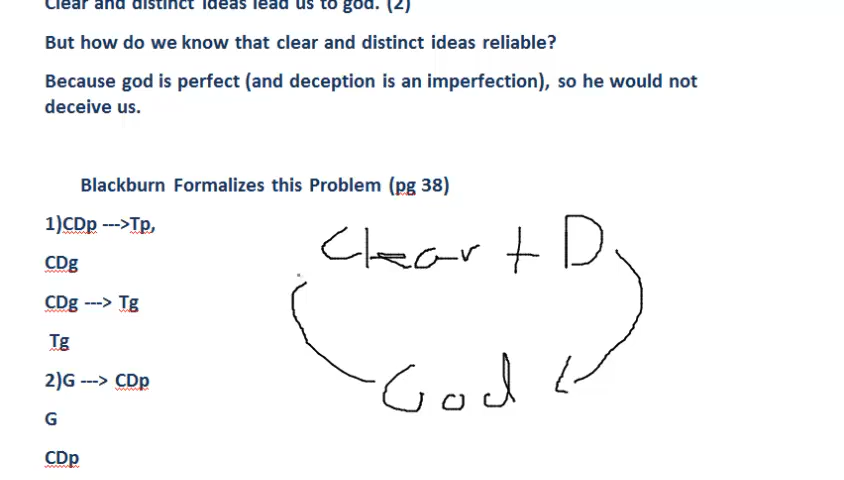 Clear and distinct ideas lead us to god. (2)
But how do we know that clear and distinct ideas reliable?
Because god is perfect (and deception is an imperfection), so he would not
deceive us.
Blackburn Formalizes this Problem (pg 38)
1)CDp --->Tp,
CDg
CDg ---> Tg
Tg
2)G ---> CDp
G
CDp
Clear + D
God